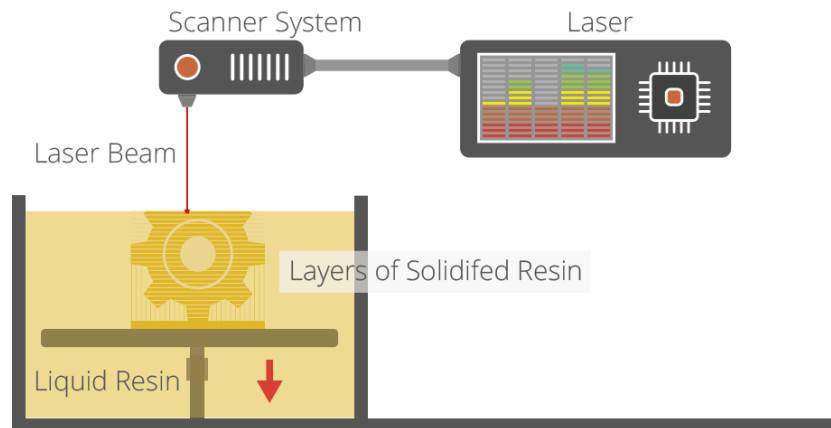 Scanner System
Laser
Laser Beam
Layers of Solidifed Resin
Liquid Resin